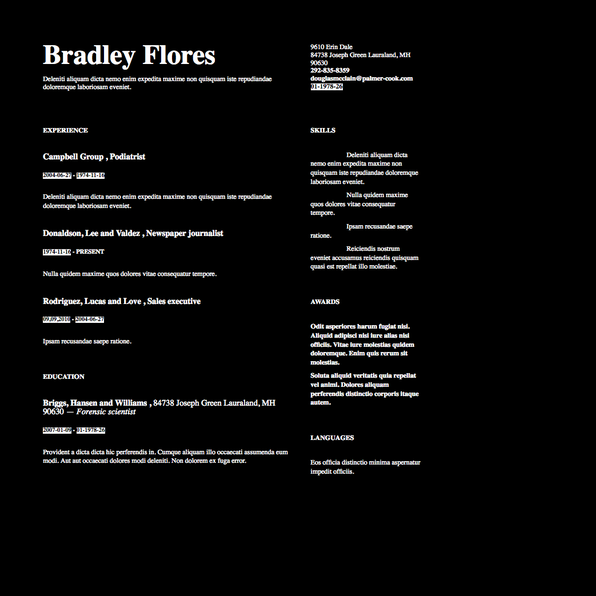 Bradley Flores
Deleniti aliquam dicta nemo enim expedita maxime non quisquam iste repudiandae
doloremque laboriosam eveniet.
9610 Erin Dale
84738 Joseph Green Lauraland, MH
90630
292-835-8359
douglasmcclain@palmer-cook.com
01-1978-26
EXPERIENCE
Campbell Group , Podiatrist
2004-06-27 - 1974-11-16
Deleniti aliquam dicta nemo enim expedita maxime non quisquam iste repudiandae
doloremque laboriosam eveniet.
Donaldson, Lee and Valdez , Newspaper journalist
1974-11-16 - PRESENT
Nulla quidem maxime quos dolores vitae consequatur tempore.
Rodriguez, Lucas and Love , Sales executive
09,09,2010 - 2004-06-27
Ipsam recusandae saepe ratione.
EDUCATION
Briggs, Hansen and Williams , 84738 Joseph Green Lauraland, MH
90630 — Forensic scientist
2007-01-09 - 01-1978-26
Provident a dicta dicta hic perferendis in. Cumque aliquam illo occaecati assumenda eum
modi. Aut aut occaecati dolores modi deleniti. Non dolorem ex fuga error.
SKILLS
Deleniti aliquam dicta
nemo enim expedita maxime non
quisquam iste repudiandae doloremque
laboriosam eveniet.
Nulla quidem maxime
quos dolores vitae consequatur
tempore.
Ipsam recusandae saepe
ratione.
Reiciendis nostrum
eveniet accusamus reiciendis quisquam
quasi est repellat illo molestiae.
AWARDS
Odit asperiores harum fugiat nisi.
Aliquid adipisci nisi iure alias nisi
officiis. Vitae iure molestias quidem
doloremque. Enim quis rerum sit
molestias.
Soluta aliquid veritatis quia repellat
vel animi. Dolores aliquam
perferendis distinctio corporis itaque
autem.
LANGUAGES
Eos officia distinctio minima aspernatur
impedit officiis.